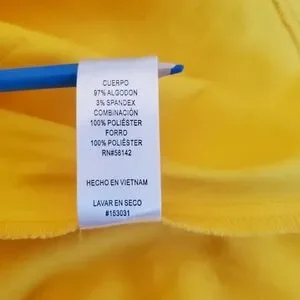 CUERPO
97% ALGODON
3% SPANDEX
COMBINACIÓN
100% POLIÉSTER
FORRO
100% POLIÉSTER
RN#56142
HECHO EN VIETNAM
LAVAR EN SECO
#153031